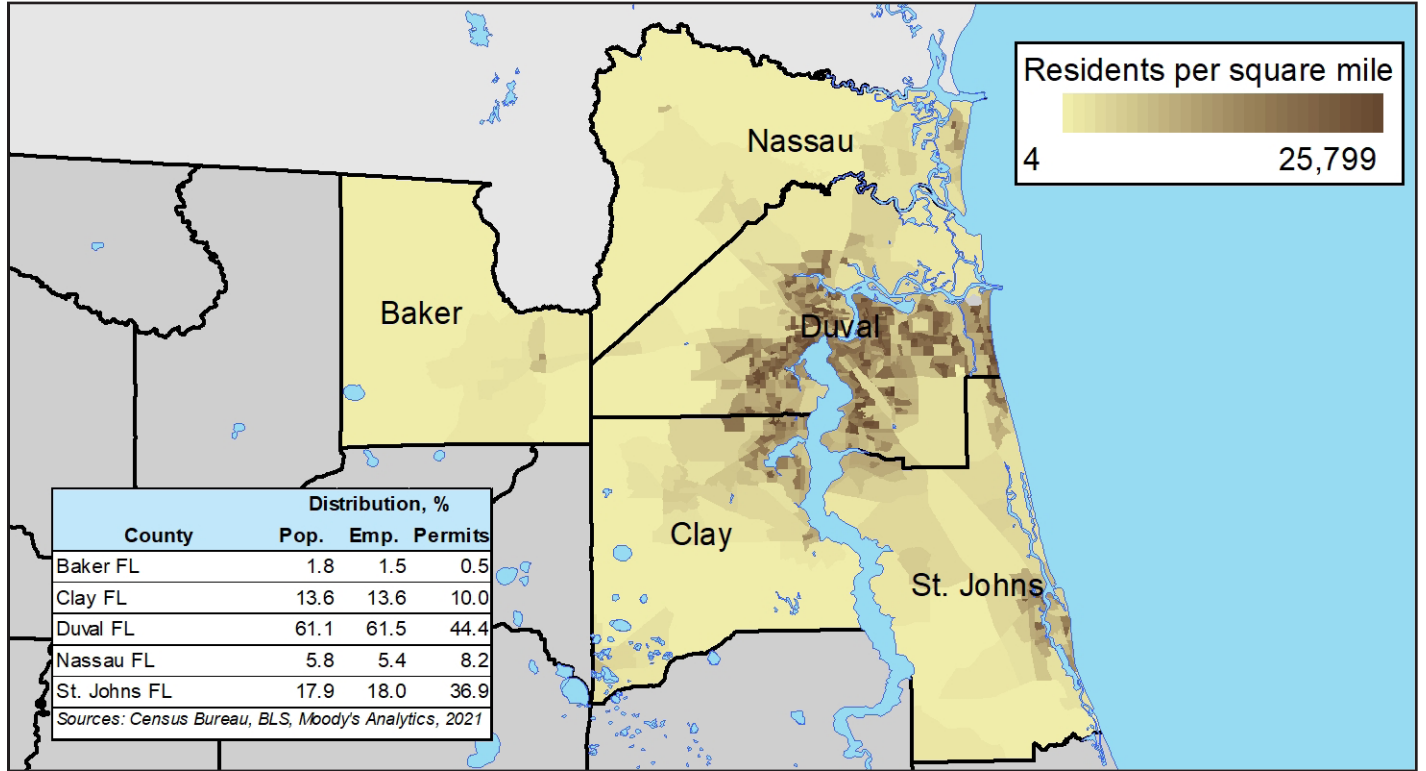 Residents per square mile
4 25,799
Nassau
Baker
Duval
Clay
St. Johns
Distribution, %
County Pop. Emp. Permits
Baker FL 1.8 1.5 0.5
Clay FL 13.6 13.6 10.0
Duval FL 61.1 61.5 44.4
Nassau FL 5.8 5.4 8.2
St. Johns FL 17.9 18.0 36.9
Sources: Census Bureau, BLS, Moody's Analytics, 2021